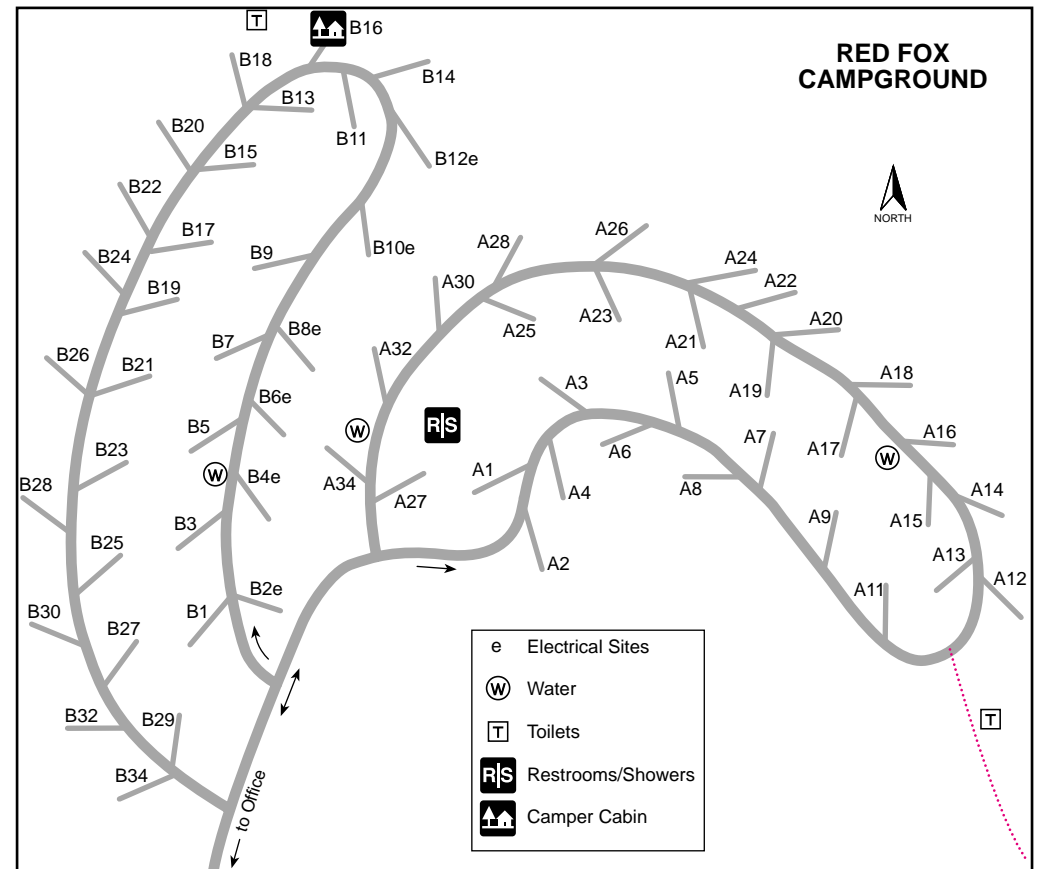 T
B16
RED FOX
CAMPGROUND
B18
B14
B13
B11
B20
B15
B12e
B22
NORTH
B17
B10e
B24
B9
A28
A26
B19
A30
A24
A22
A25
A23
A20
B8e
B7
A21
A32
B26
B21
A3
A5
A18
A19
B6e
B5
W
R|S
A6
A7
A17
A16
W
B23
W
B4e
A1
B28
A34
A27
A4
A8
A14
B3
A9
A15
B25
A2
A13
A12
B2e
A11
B30
B1
B27
e Electrical Sites
W Water
B32
B29
T Toilets
T
B34
R|S Restrooms/Showers
to Office
Camper Cabin